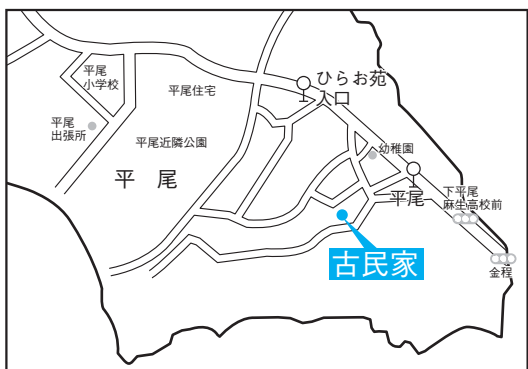 平尾
小学校
平尾住宅
ひらお苑
入口
平尾
出張所
平尾近隣公園
幼稚園
平 尾
平尾
下平尾
麻生高校前
古民家
金程